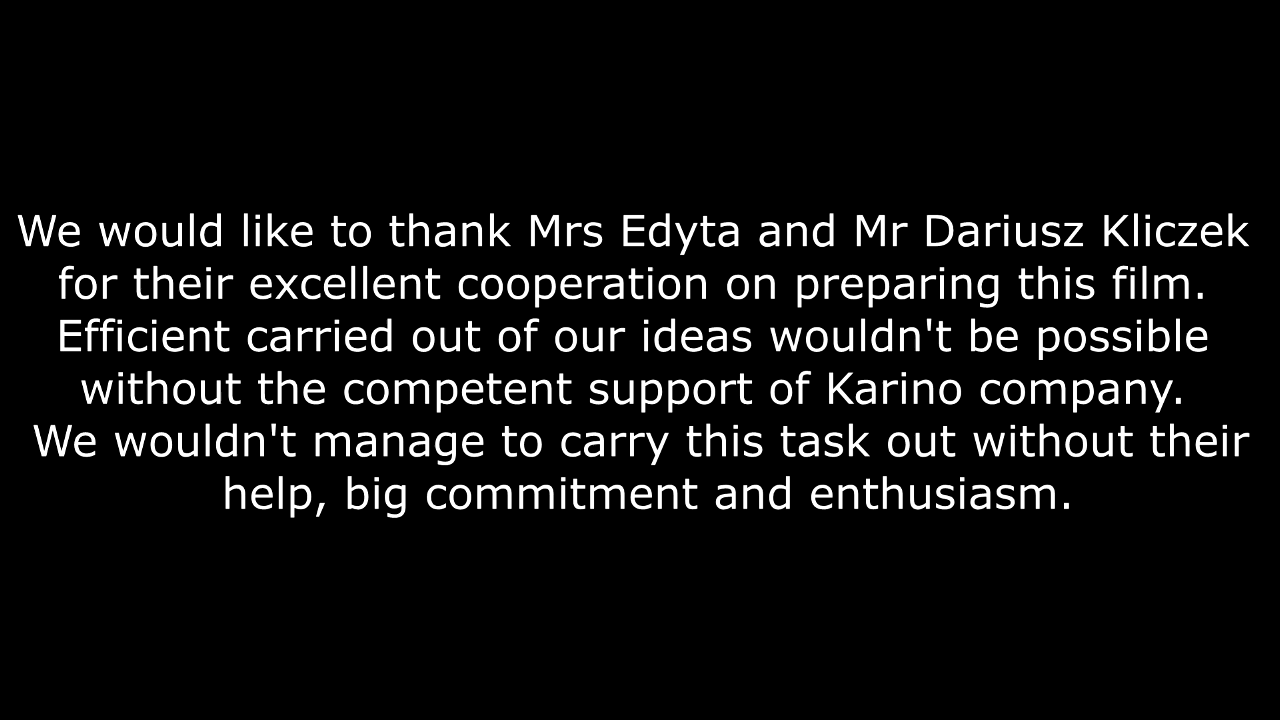 We would like to thank Mrs Edyta and Mr Dariusz Kliczek
for their excellent cooperation on preparing this film.
Efficient carried out of our ideas wouldn't be possible
without the competent support of Karino company.
We wouldn't manage to carry this task out without their
help, big commitment and enthusiasm.